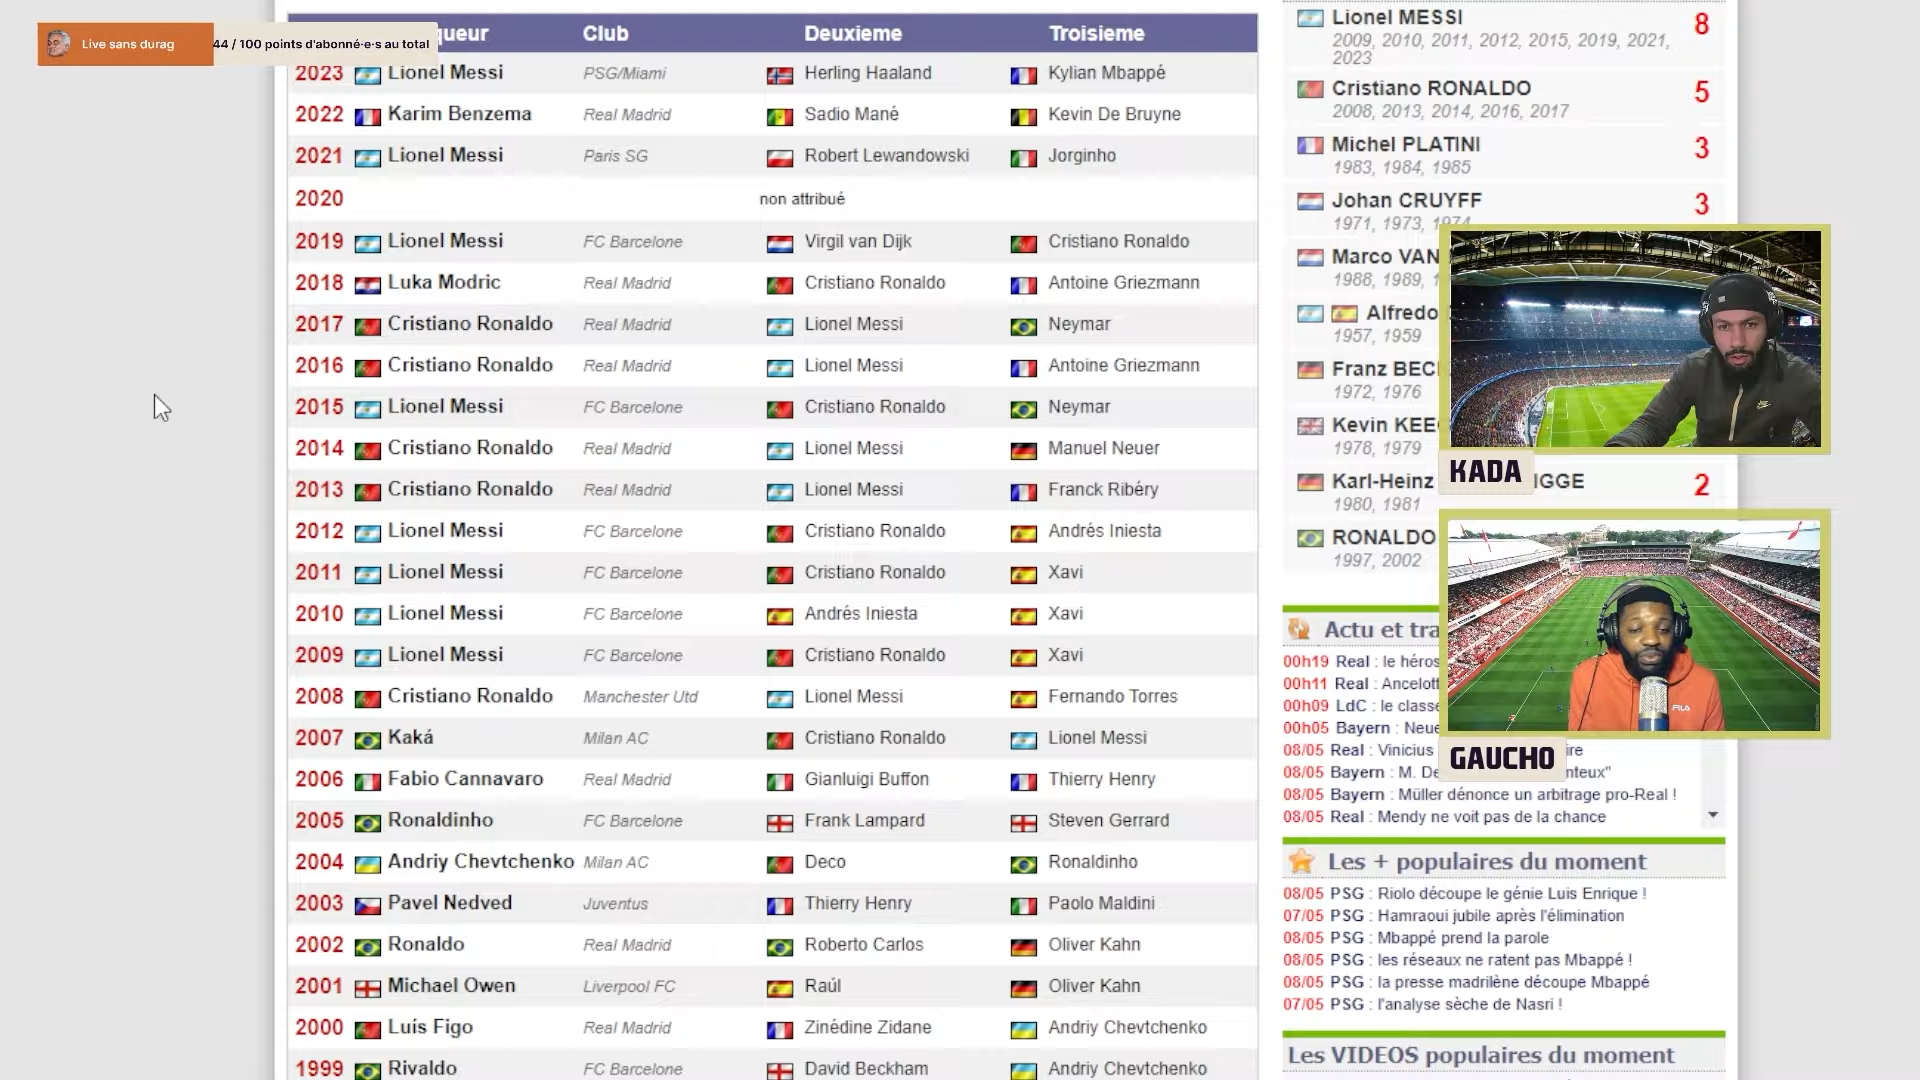 Live sans durag
44 / 100 points d'abonné·e·s au total
queur Club Deuxieme Troisieme
2023 Lionel Messi PSG/Miami Herling Haaland Kylian Mbappé
2022 Karim Benzema Real Madrid Sadio Mané Kevin De Bruyne
2021 Lionel Messi Paris SG Robert Lewandowski Jorginho
2020 non attribué
2019 Lionel Messi FC Barcelone Virgil van Dijk Cristiano Ronaldo
2018 Luka Modric Real Madrid Cristiano Ronaldo Antoine Griezmann
2017 Cristiano Ronaldo Real Madrid Lionel Messi Neymar
2016 Cristiano Ronaldo Real Madrid Lionel Messi Antoine Griezmann
2015 Lionel Messi FC Barcelone Cristiano Ronaldo Neymar
2014 Cristiano Ronaldo Real Madrid Lionel Messi Manuel Neuer
2013 Cristiano Ronaldo Real Madrid Lionel Messi Franck Ribéry
2012 Lionel Messi FC Barcelone Cristiano Ronaldo Andrés Iniesta
2011 Lionel Messi FC Barcelone Cristiano Ronaldo Xavi
2010 Lionel Messi FC Barcelone Andrés Iniesta Xavi
2009 Lionel Messi FC Barcelone Cristiano Ronaldo Xavi
2008 Cristiano Ronaldo Manchester Utd Lionel Messi Fernando Torres
2007 Kaká Milan AC Cristiano Ronaldo Lionel Messi
2006 Fabio Cannavaro Real Madrid Gianluigi Buffon Thierry Henry
2005 Ronaldinho FC Barcelone Frank Lampard Steven Gerrard
2004 Andriy Chevtchenko Milan AC Deco Ronaldinho
2003 Pavel Nedved Juventus Thierry Henry Paolo Maldini
2002 Ronaldo Real Madrid Roberto Carlos Oliver Kahn
2001 Michael Owen Liverpool FC Raúl Oliver Kahn
2000 Luís Figo Real Madrid Zinédine Zidane Andriy Chevtchenko
1999 Rivaldo FC Barcelone David Beckham Andriy Chevtchenko
Lionel MESSI 8
2009, 2010, 2011, 2012, 2015, 2019, 2021,
2023
Cristiano RONALDO 5
2008, 2013, 2014, 2016, 2017
Michel PLATINI 3
1983, 1984, 1985
Johan CRUYFF 3
1971, 1973, 1974
Marco VAN
1988, 1989, 1
Alfredo
1957, 1959
Franz BEC
1972, 1976
Kevin KEE
1978, 1979
Karl-Heinz IGGE 2
1980, 1981
RONALDO
1997, 2002
KADA
FILA
GAUCHO
Actu et tra
00h19 Real : le héros
00h11 Real : Ancelott
00h09 LdC : le classe
00h05 Bayern : Neue
08/05 Real : Vinicius ire
08/05 Bayern : M. De nteux"
08/05 Bayern : Müller dénonce un arbitrage pro-Real !
08/05 Real : Mendy ne voit pas de la chance
Les + populaires du moment
08/05 PSG : Riolo découpe le génie Luis Enrique !
07/05 PSG : Hamraoui jubile après l'élimination
08/05 PSG : Mbappé prend la parole
08/05 PSG : les réseaux ne ratent pas Mbappé !
08/05 PSG : la presse madrilène découpe Mbappé
07/05 PSG : l'analyse sèche de Nasri !
Les VIDEOS populaires du moment